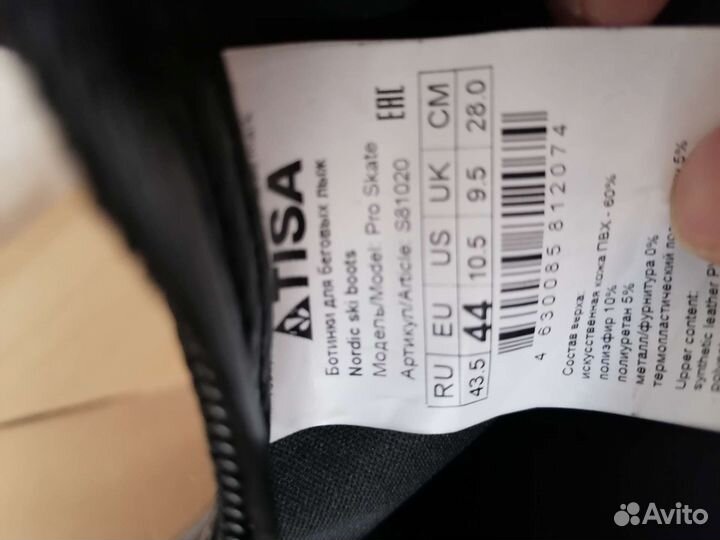 TISA
Ботинки для беговых лыж
Nordic ski boots
Модель/Model: Pro Skate
Артикул/Article: S81020
EAC
RU EU US UK CM
43.5 44 10.5 9.5 28.0
4 630085 812074
Состав верха:
искусственная кожа ПВХ - 60%
полиэфир 10%
полиуретан 5%
металл/фурнитура 0%
термопластический
5%
Upper content:
synthetic leather
Avito